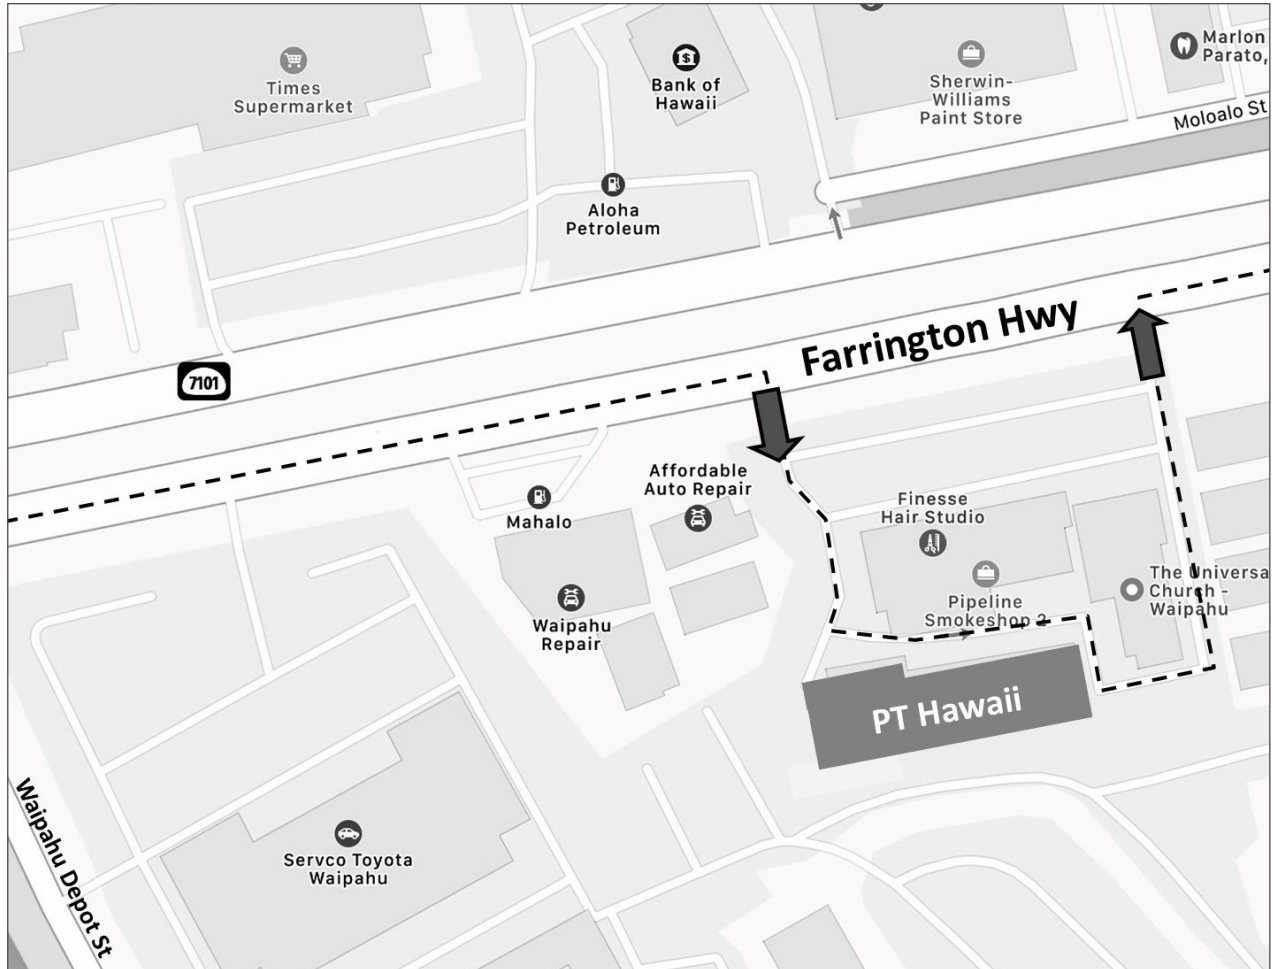 Times
Supermarket
Bank of
Hawaii
Sherwin-
Williams
Paint Store
Marlon
Parato,
Moloalo St
Aloha
Petroleum
Farrington Hwy
7101
Affordable
Auto Repair
Mahalo
Finesse
Hair Studio
Waipahu
Repair
Pipeline
Smokeshop 2
The Universa
Church -
Waipahu
PT Hawaii
Waipahu Depot St
Servco Toyota
Waipahu